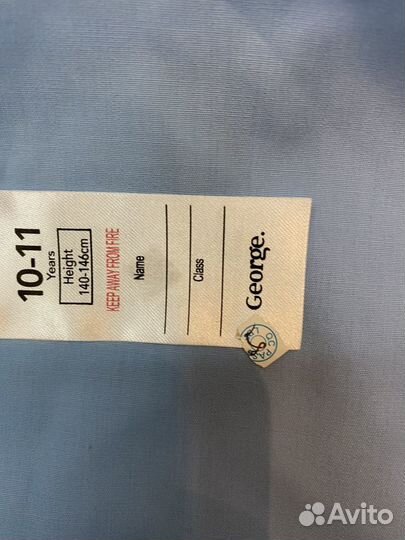 George.
Class
Name
KEEP AWAY FROM FIRE
Height
140-146cm
10-11
Years
Avito